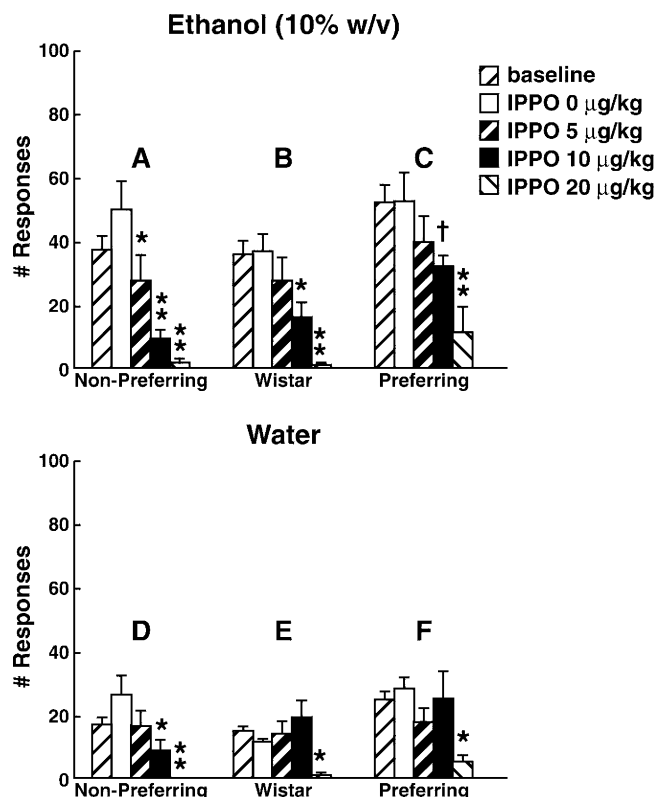 Ethanol (10% w/v)
100
80
60
40
20
0
# Responses
baseline
IPPO 0 μg/kg
IPPO 5 μg/kg
IPPO 10 μg/kg
IPPO 20 μg/kg
A B C
* ** ** * ** † **
Non-Preferring Wistar Preferring
Water
100
80
60
40
20
0
# Responses
D E F
* ** * *
Non-Preferring Wistar Preferring